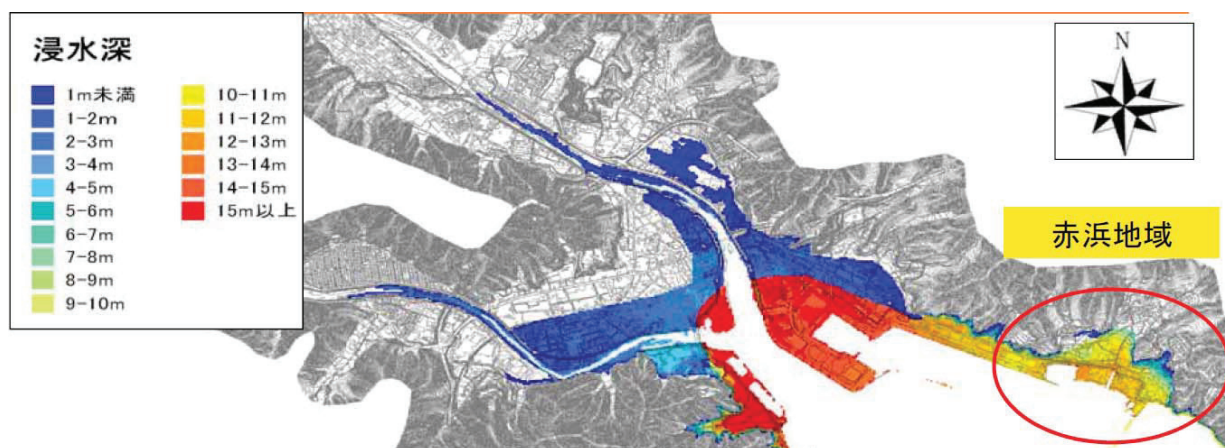 浸水深
1m未満
1-2m
2-3m
3-4m
4-5m
5-6m
6-7m
7-8m
8-9m
9-10m
10-11m
11-12m
12-13m
13-14m
14-15m
15m以上
N
赤浜地域